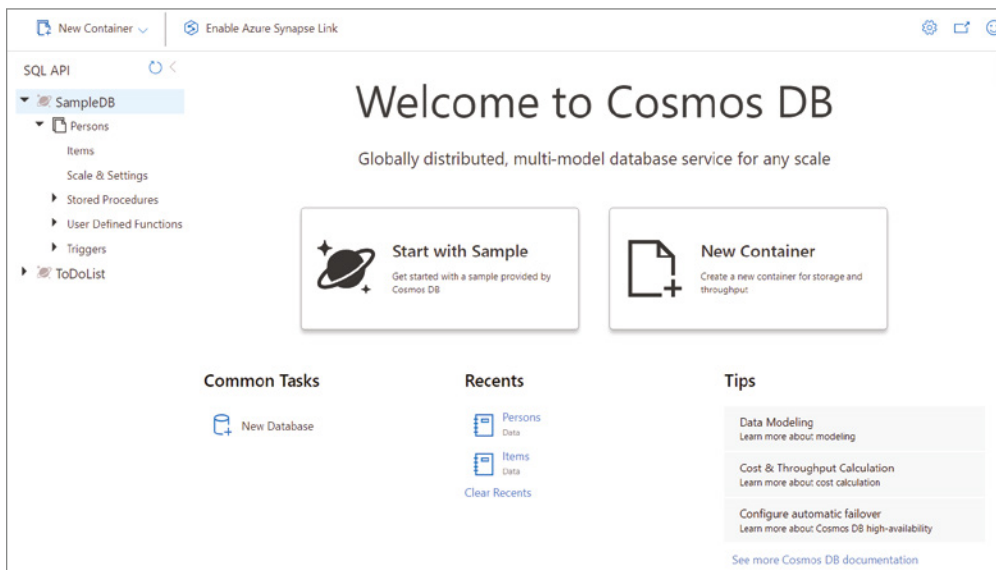 New Container
Enable Azure Synapse Link
SQL API
SampleDB
Persons
Items
Scale & Settings
Stored Procedures
User Defined Functions
Triggers
ToDoList
Welcome to Cosmos DB
Globally distributed, multi-model database service for any scale
Start with Sample
Get started with a sample provided by
Cosmos DB
New Container
Create a new container for storage and
throughput
Common Tasks
New Database
Recents
Persons
Data
Items
Data
Clear Recents
Tips
Data Modeling
Learn more about modeling
Cost & Throughput Calculation
Learn more about cost calculation
Configure automatic failover
Learn more about Cosmos DB high-availability
See more Cosmos DB documentation